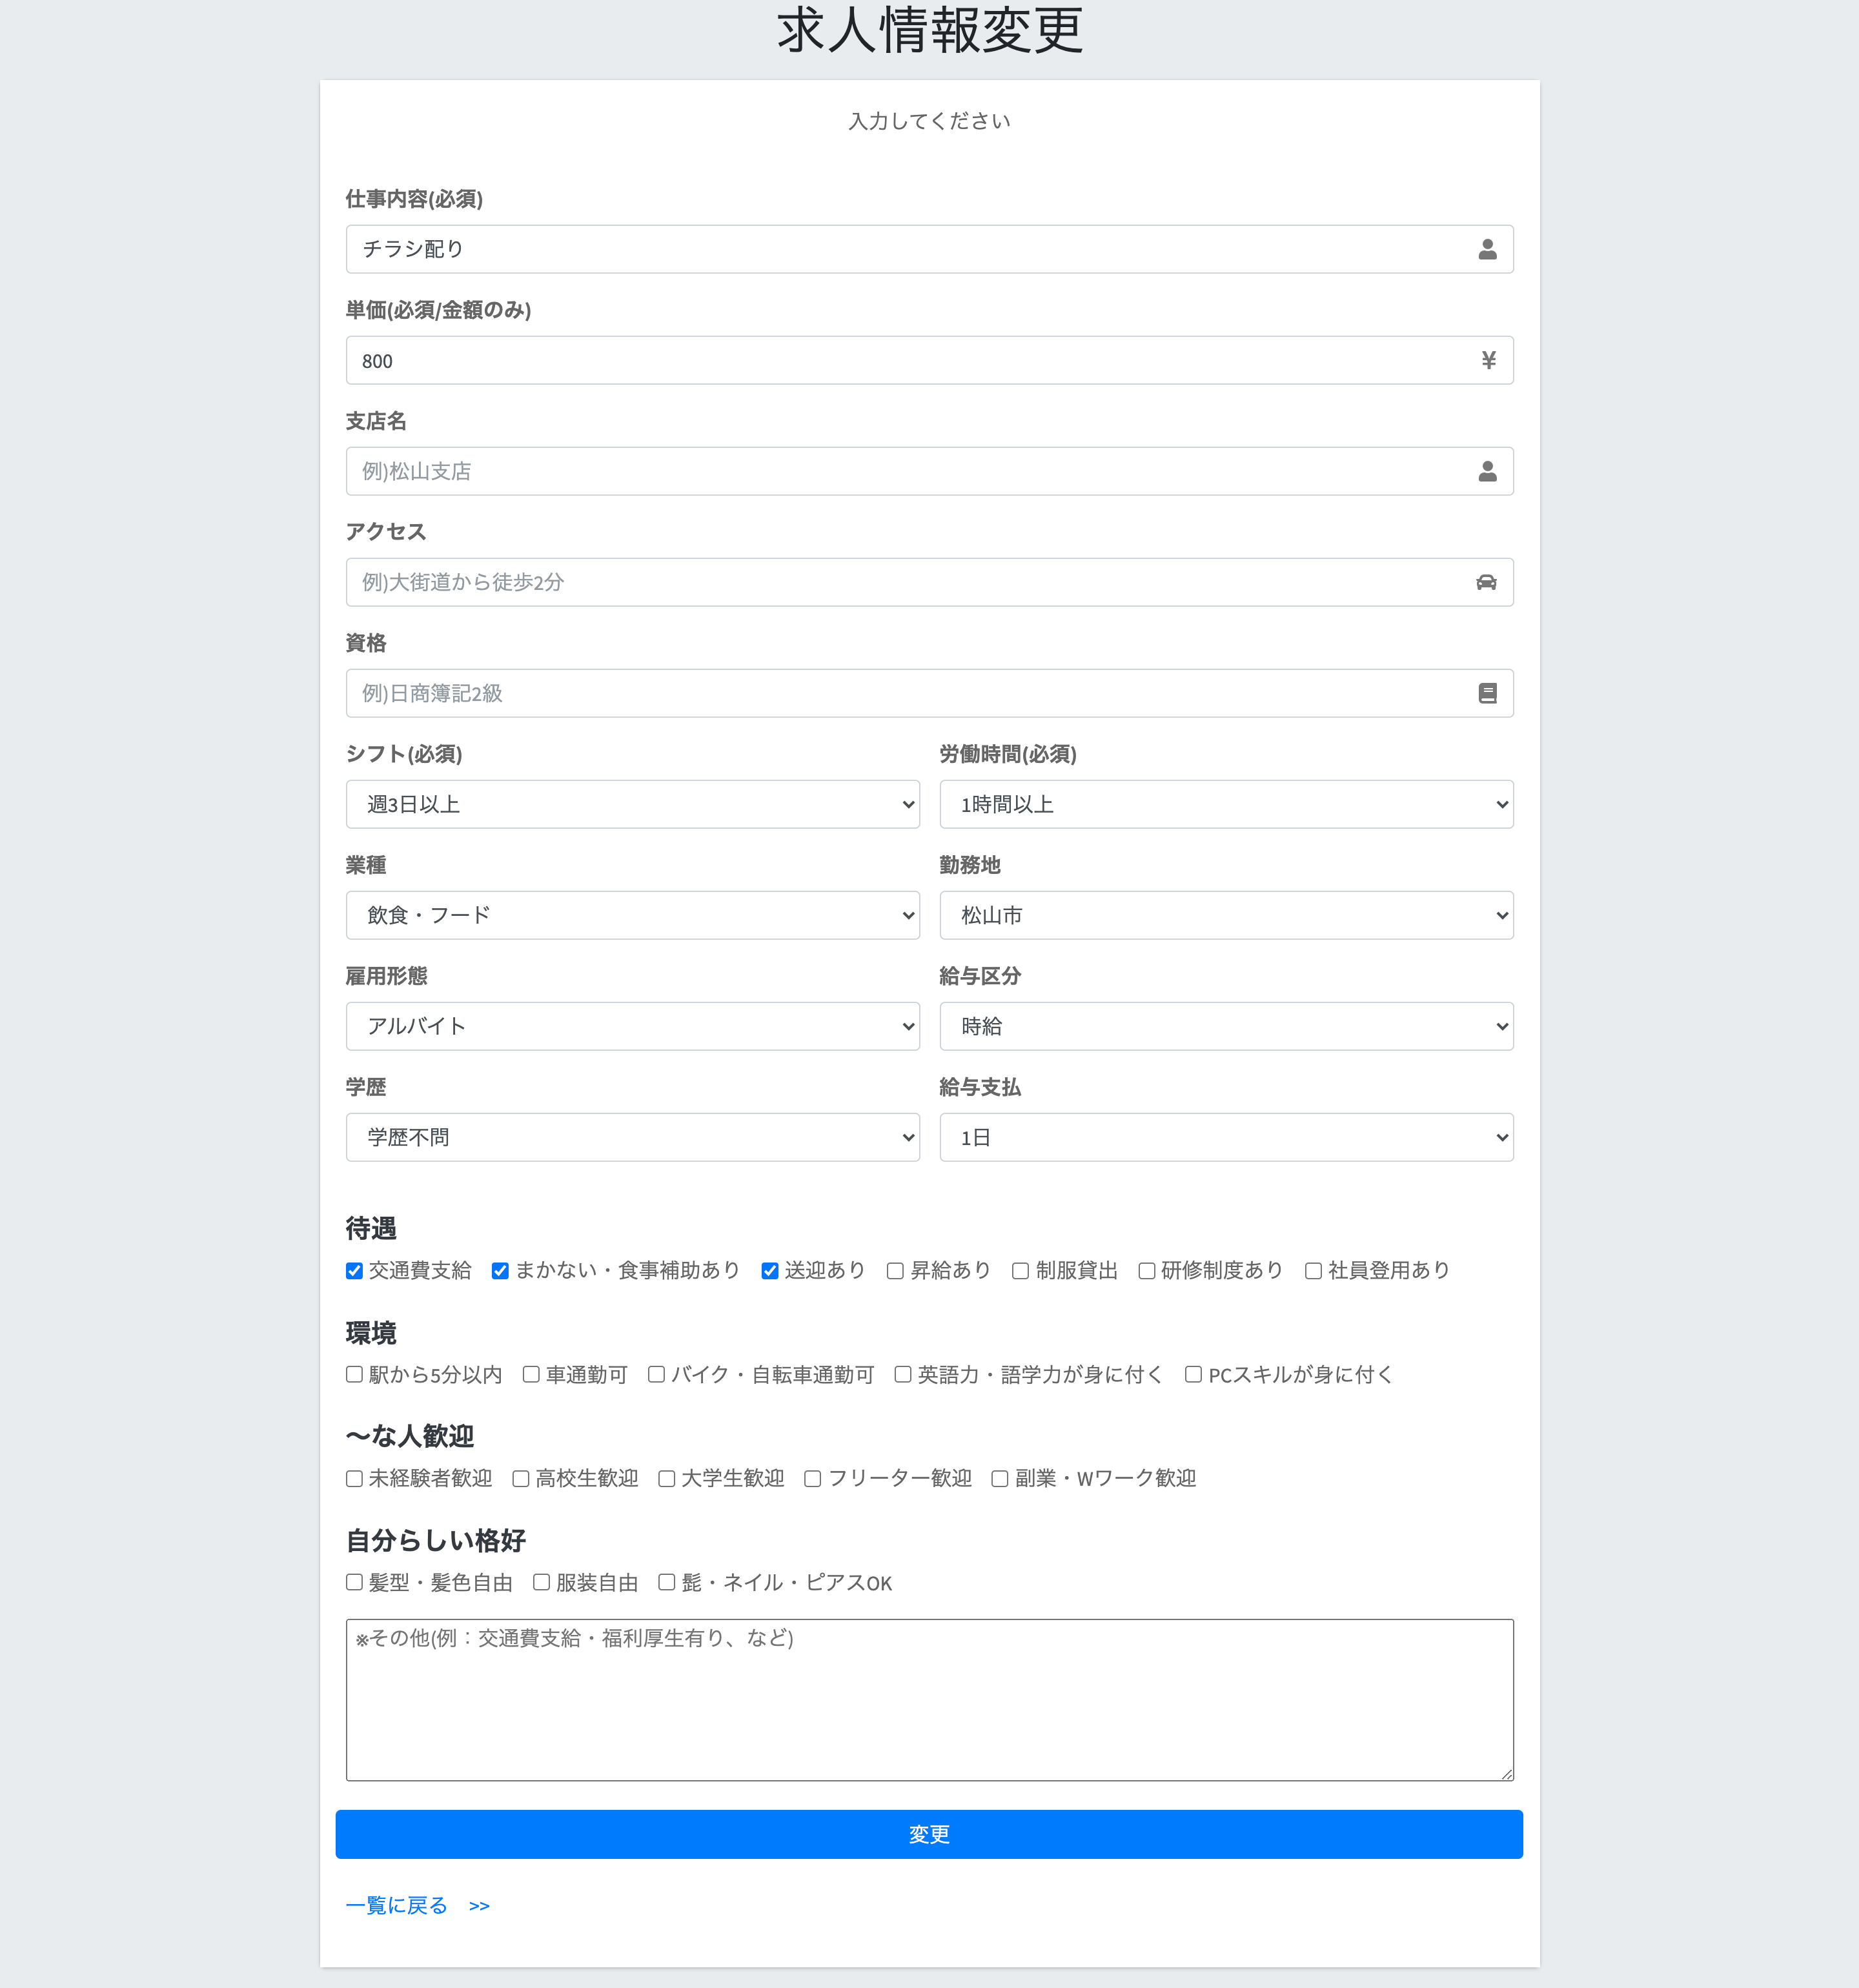 求人情報変更
入力してください
仕事内容(必須)
チラシ配り
単価(必須/金額のみ)
800
¥
支店名
例)松山支店
アクセス
例)大街道から徒歩2分
資格
例)日商簿記2級
シフト(必須) 労働時間(必須)
週3日以上 1時間以上
業種 勤務地
飲食・フード 松山市
雇用形態 給与区分
アルバイト 時給
学歴 給与支払
学歴不問 1日
待遇
交通費支給 まかない・食事補助あり 送迎あり 昇給あり 制服貸出 研修制度あり 社員登用あり
環境
駅から5分以内 車通勤可 バイク・自転車通勤可 英語力・語学力が身に付く PCスキルが身に付く
〜な人歓迎
未経験者歓迎 高校生歓迎 大学生歓迎 フリーター歓迎 副業・Wワーク歓迎
自分らしい格好
髪型・髪色自由 服装自由 髭・ネイル・ピアスOK
※その他(例：交通費支給・福利厚生有り、など)
変更
一覧に戻る >>